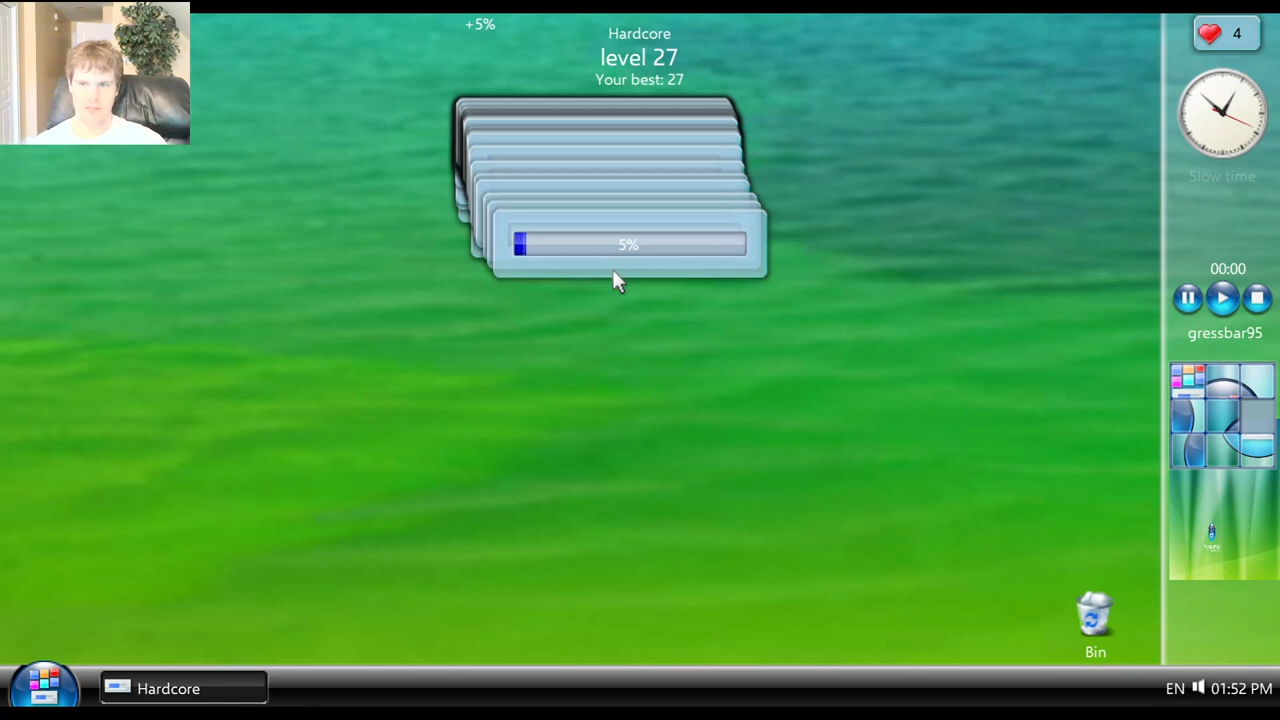 +5%
Hardcore
level 27
Your best: 27
4
5%
Slow time
00:00
gressbar95
Bin
Hardcore
EN 01:52 PM